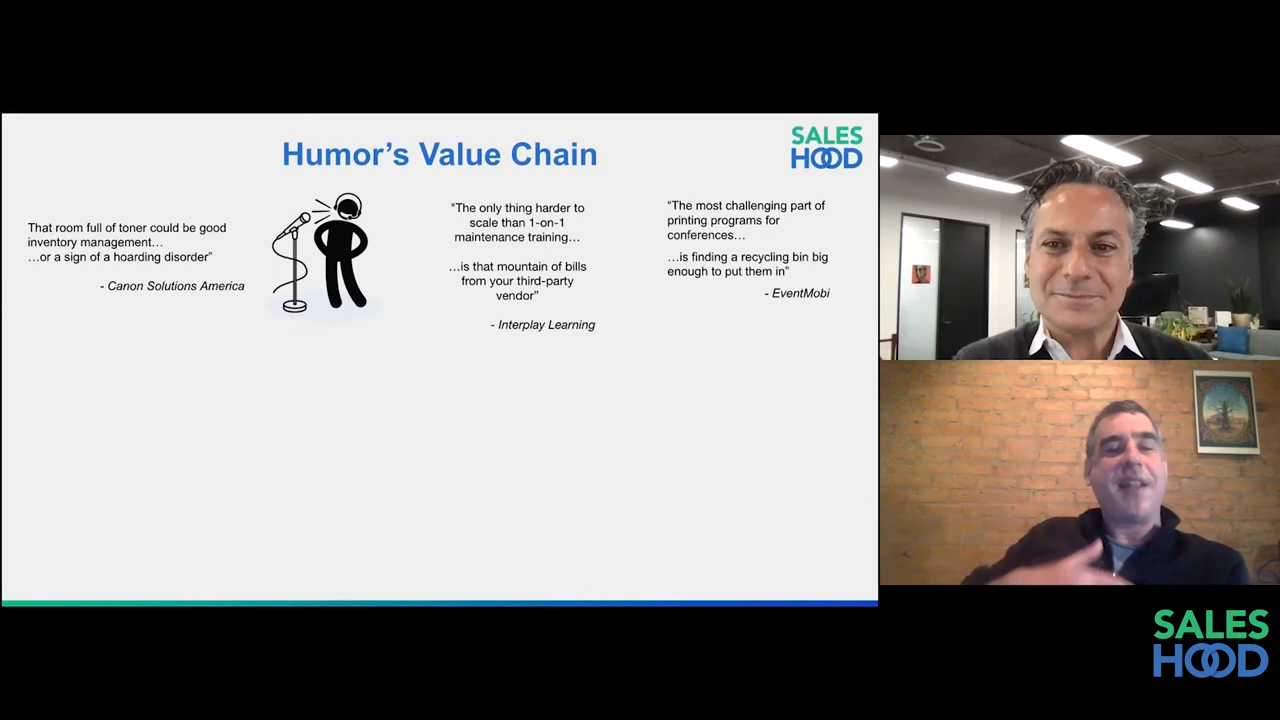 Humor’s Value Chain
SALES
HOOD
That room full of toner could be good
inventory management…
…or a sign of a hoarding disorder”
- Canon Solutions America
“The only thing harder to
scale than 1-on-1
maintenance training…
…is that mountain of bills
from your third-party
vendor”
- Interplay Learning
“The most challenging part of
printing programs for
conferences…
…is finding a recycling bin big
enough to put them in”
- EventMobi
SALES
HOOD